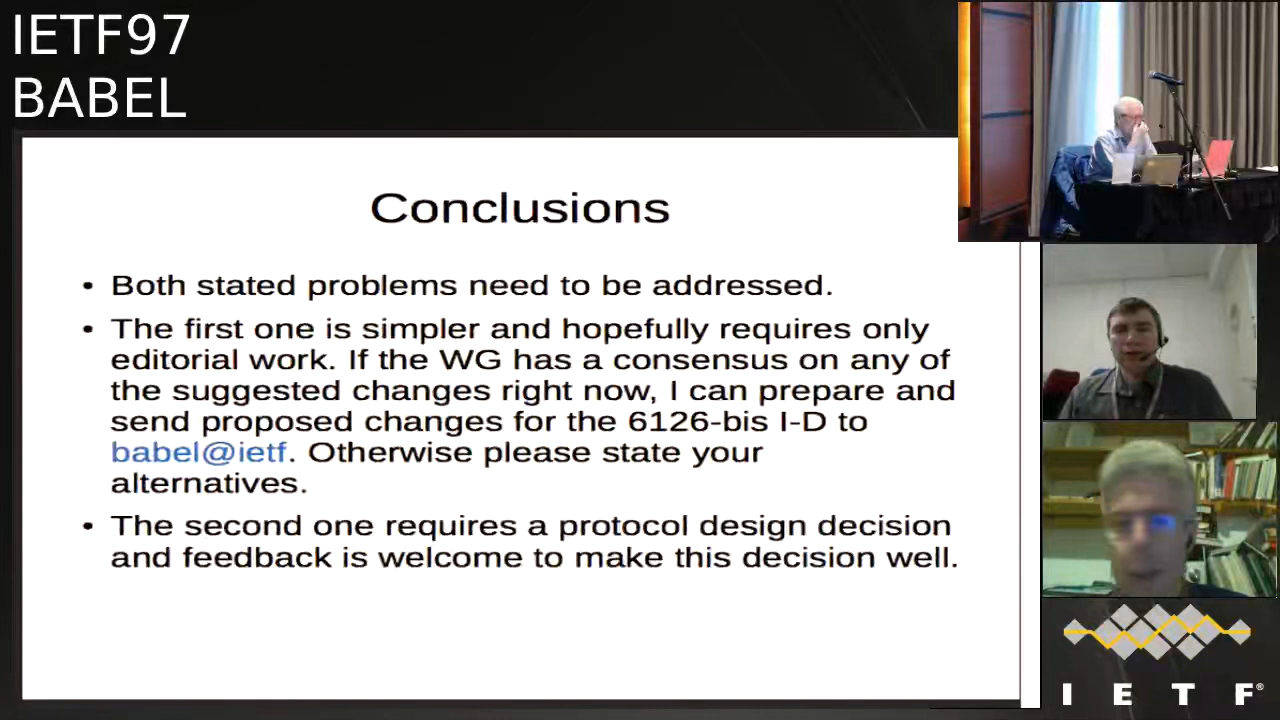 IETF97
BABEL
Conclusions
• Both stated problems need to be addressed.
• The first one is simpler and hopefully requires only
editorial work. If the WG has a consensus on any of
the suggested changes right now, I can prepare and
send proposed changes for the 6126-bis I-D to
babel@ietf. Otherwise please state your
alternatives.
• The second one requires a protocol design decision
and feedback is welcome to make this decision well.
I E T F®